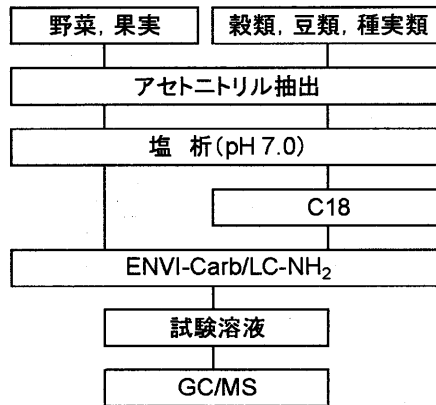 野菜, 果実
穀類, 豆類, 種実類
アセトニトリル抽出
塩 析(pH 7.0)
C18
ENVI-Carb/LC-NH₂
試験溶液
GC/MS